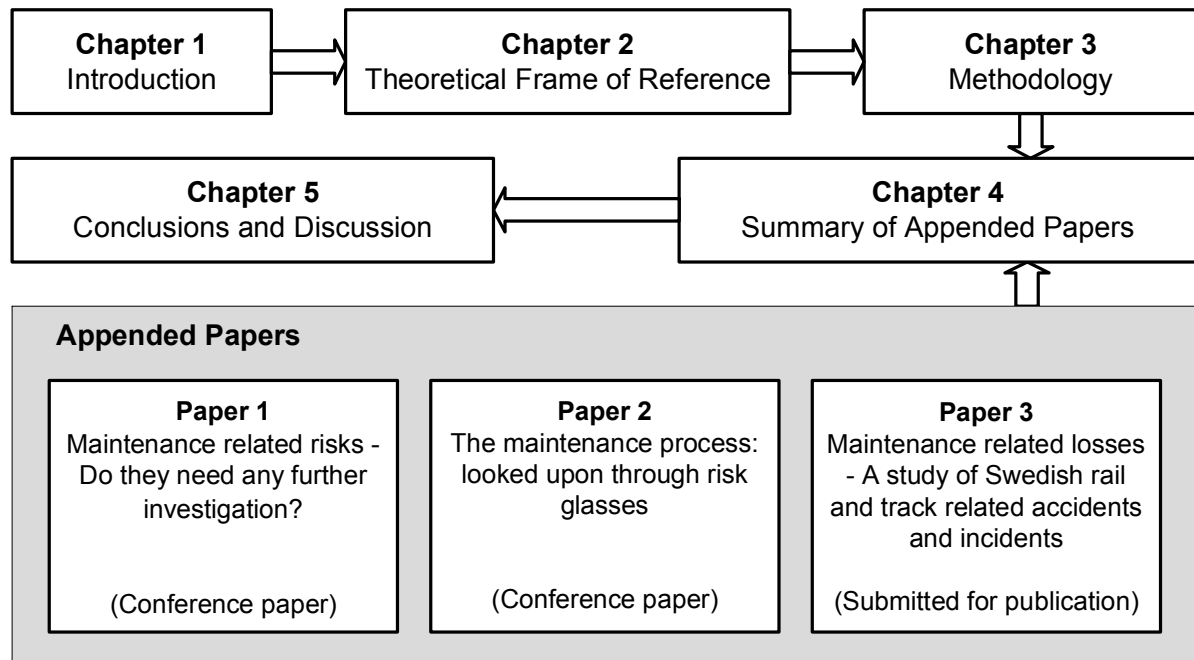 Chapter 1
Introduction
Chapter 2
Theoretical Frame of Reference
Chapter 3
Methodology
Chapter 5
Conclusions and Discussion
Chapter 4
Summary of Appended Papers
Appended Papers
Paper 1
Maintenance related risks -
Do they need any further
investigation?
(Conference paper)
Paper 2
The maintenance process:
looked upon through risk
glasses
(Conference paper)
Paper 3
Maintenance related losses
- A study of Swedish rail
and track related accidents
and incidents
(Submitted for publication)